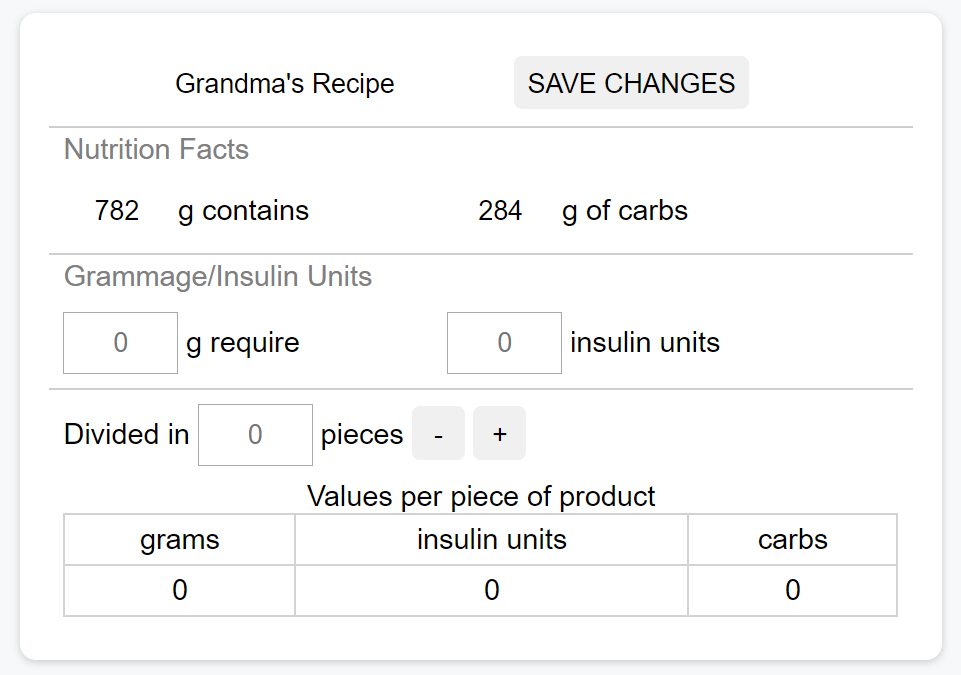 Grandma's Recipe SAVE CHANGES
Nutrition Facts
782 g contains 284 g of carbs
Grammage/Insulin Units
0 g require 0 insulin units
Divided in 0 pieces - +
Values per piece of product
grams insulin units carbs
0 0 0